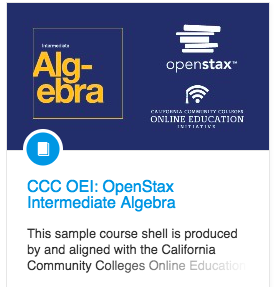 Intermediate
Alg-
ebra
openstax™
CALIFORNIA COMMUNITY COLLEGES
ONLINE EDUCATION
INITIATIVE
CCC OEI: OpenStax
Intermediate Algebra
This sample course shell is produced
by and aligned with the California
Community Colleges Online Education